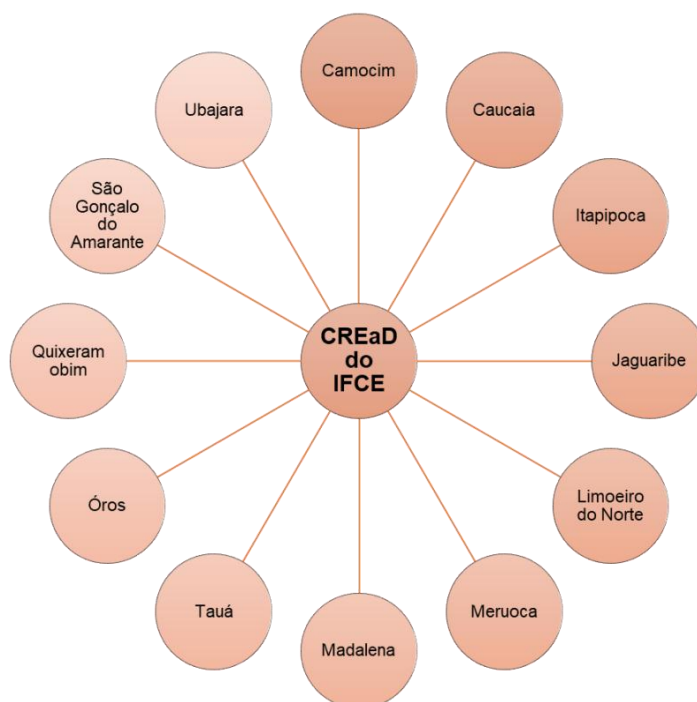 Camocim
Caucaia
Itapipoca
Jaguaribe
Limoeiro
do Norte
Meruoca
Madalena
Tauá
Óros
Quixeram
obim
São
Gonçalo
do
Amarante
Ubajara
CREaD
do
IFCE